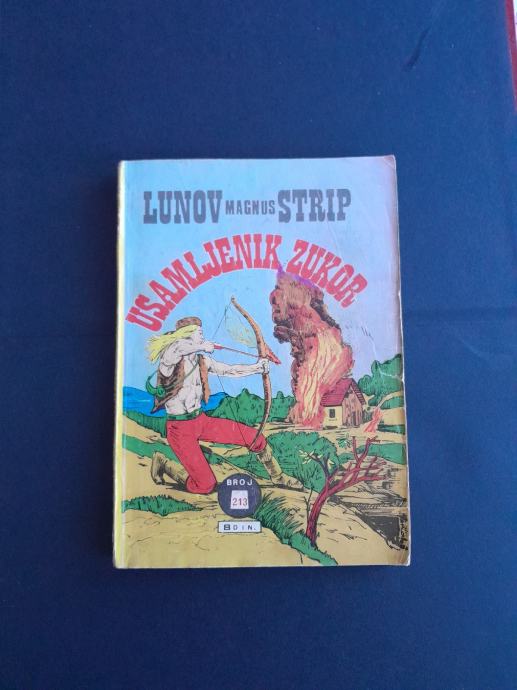 LUNOV MAGNUS STRIP
USAMLJENIK ZUKOR
BROJ
213
8 DIN.